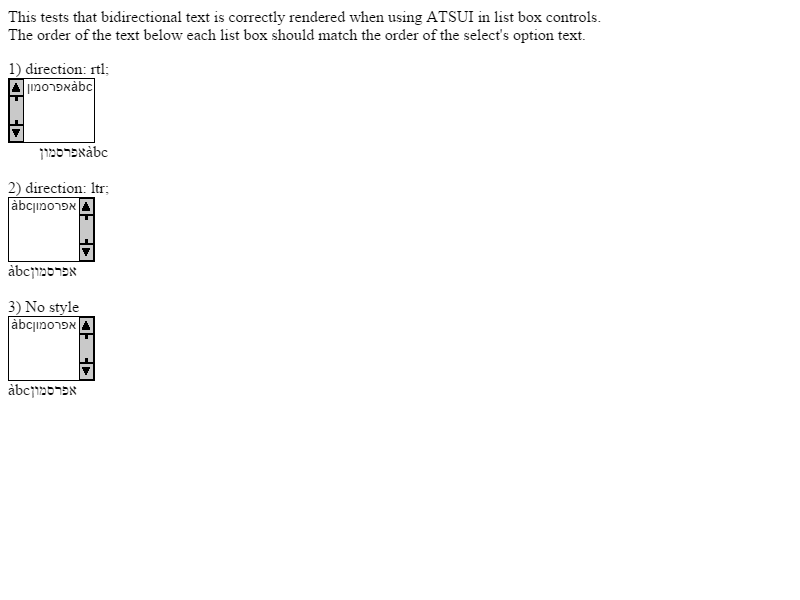 This tests that bidirectional text is correctly rendered when using ATSUI in list box controls.
The order of the text below each list box should match the order of the select's option text.
1) direction: rtl;
àbcאפרסמון
àbcאפרסמון
2) direction: ltr;
àbcאפרסמון
àbcאפרסמון
3) No style
àbcאפרסמון
àbcאפרסמון